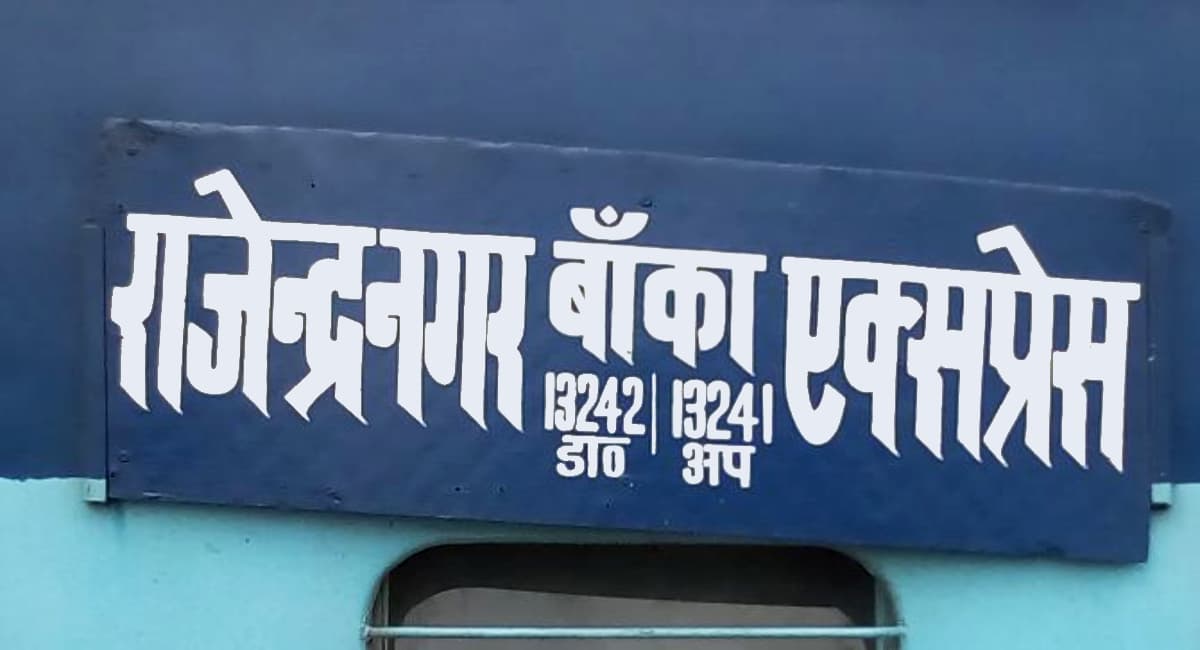 राजेन्द्रनगर बाँका एक्सप्रेस
13242 | 13241
डा० अप